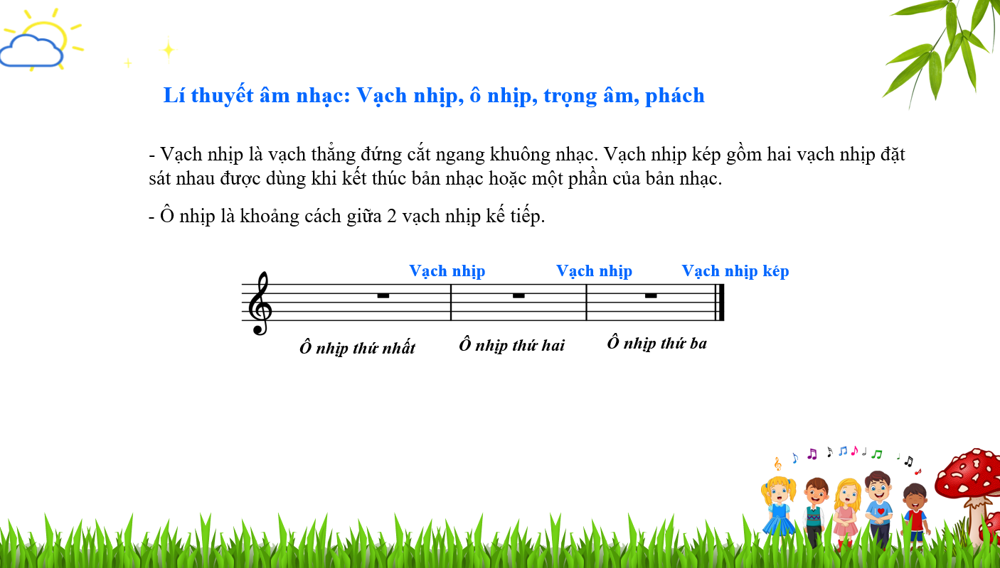 Lí thuyết âm nhạc: Vạch nhịp, ô nhịp, trọng âm, phách
- Vạch nhịp là vạch thẳng đứng cắt ngang khuông nhạc. Vạch nhịp kép gồm hai vạch nhịp đặt
sát nhau được dùng khi kết thúc bản nhạc hoặc một phần của bản nhạc.
- Ô nhịp là khoảng cách giữa 2 vạch nhịp kế tiếp.
Vạch nhịp Vạch nhịp Vạch nhịp kép
Ô nhịp thứ nhất Ô nhịp thứ hai Ô nhịp thứ ba